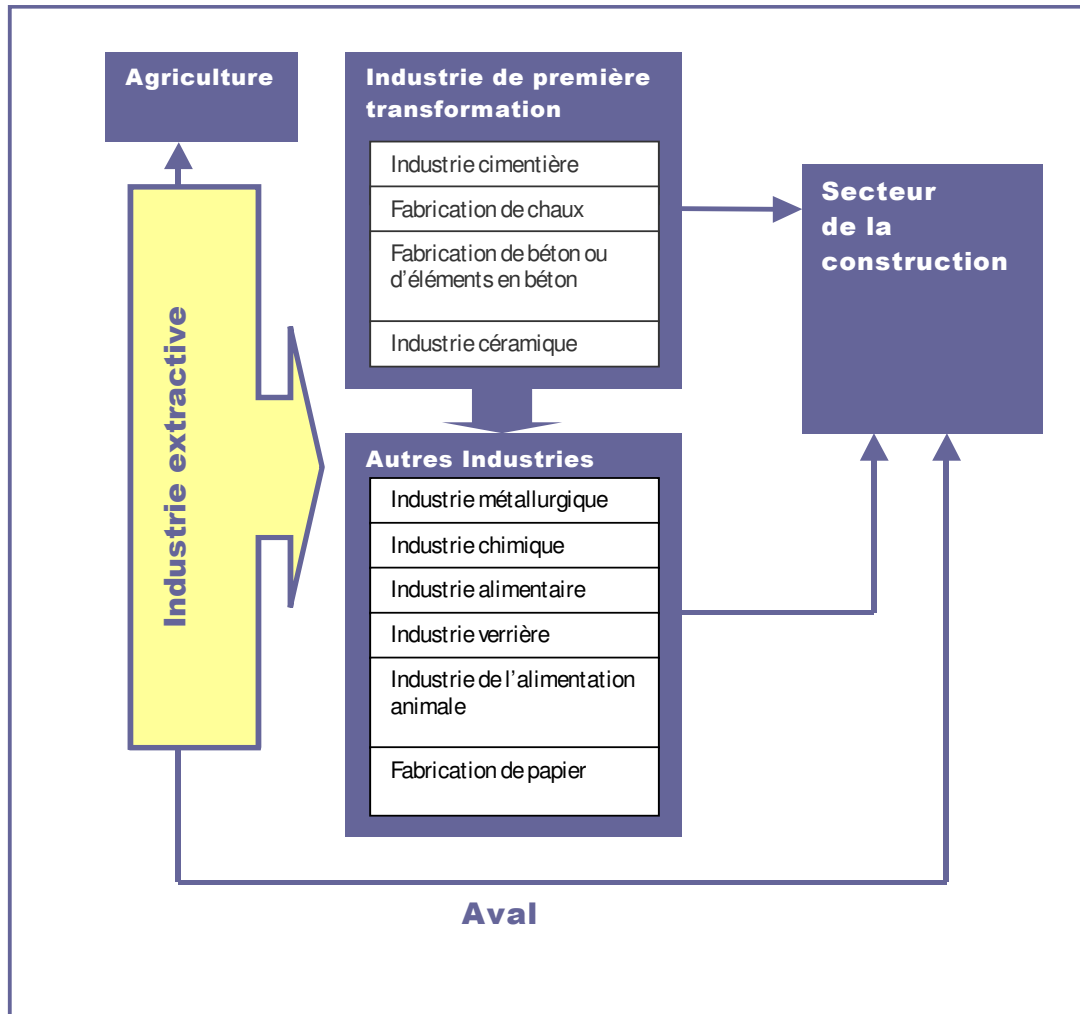 Agriculture
Industrie extractive
Industrie de première
transformation
Industrie cimentière
Fabrication de chaux
Fabrication de béton ou
d'éléments en béton
Industrie céramique
Autres Industries
Industrie métallurgique
Industrie chimique
Industrie alimentaire
Industrie verrière
Industrie de l'alimentation
animale
Fabrication de papier
Secteur
de la
construction
Aval